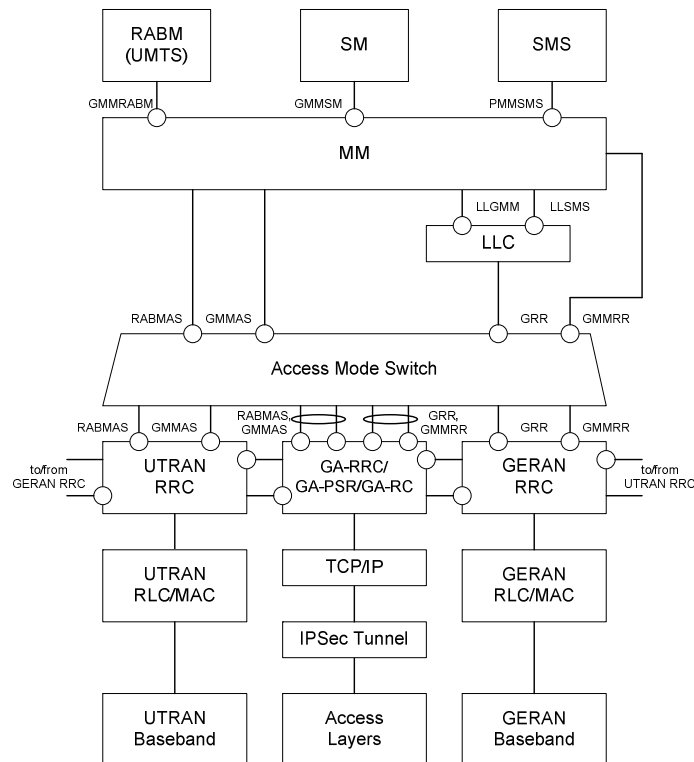 RABM
(UMTS)
SM
SMS
GMMRABM
GMMSM
PMMSMS
MM
LLGMM
LLSMS
LLC
RABMAS
GMMAS
GRR
GMMRR
Access Mode Switch
RABMAS
GMMAS
RABMAS,
GMMAS
GRR,
GMMRR
GRR
GMMRR
to/from
GERAN RRC
UTRAN
RRC
GA-RRC/
GA-PSR/GA-RC
GERAN
RRC
to/from
UTRAN RRC
UTRAN
RLC/MAC
TCP/IP
GERAN
RLC/MAC
IPSec Tunnel
UTRAN
Baseband
Access
Layers
GERAN
Baseband